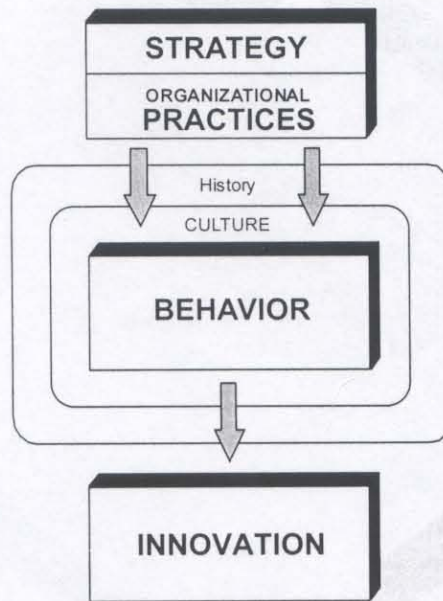 STRATEGY
ORGANIZATIONAL
PRACTICES
History
CULTURE
BEHAVIOR
INNOVATION